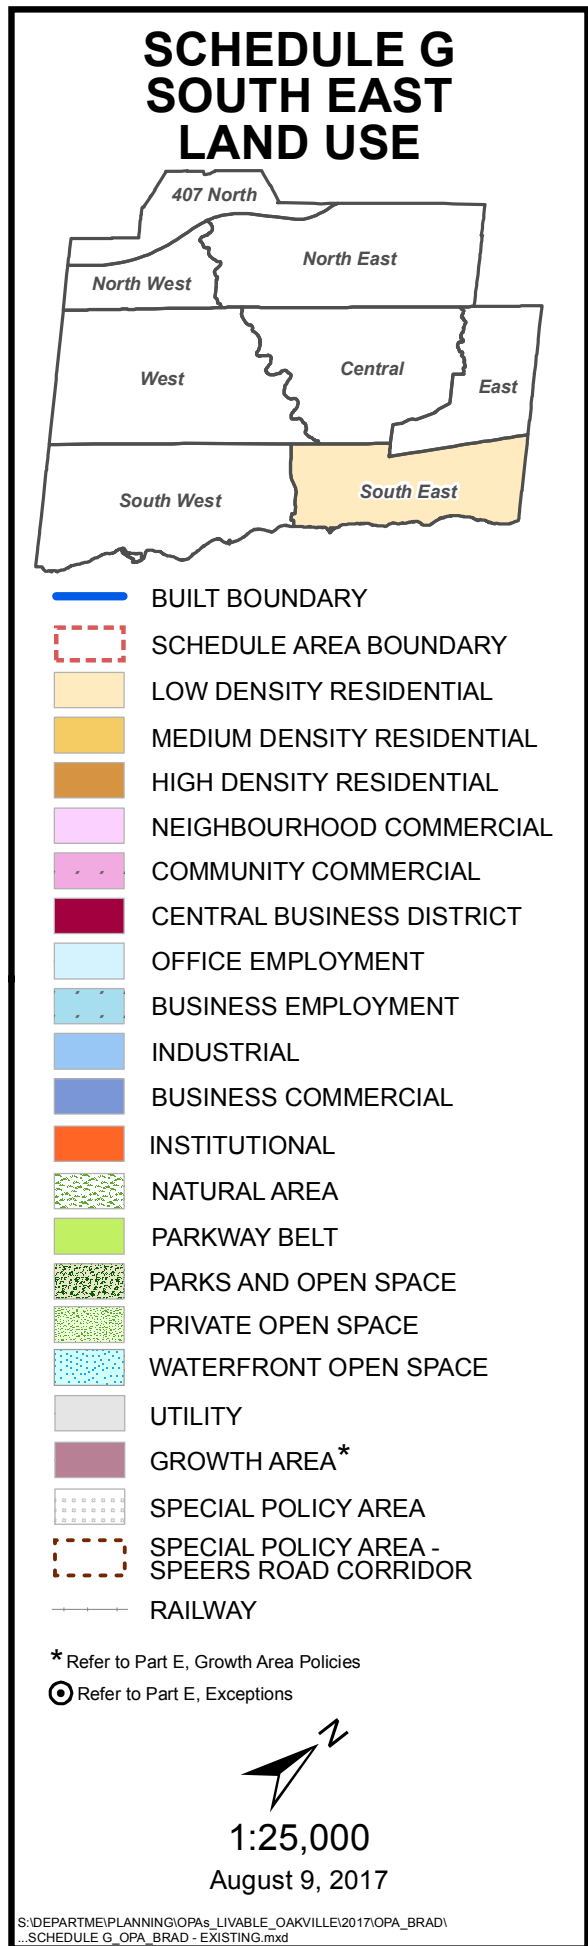 SCHEDULE G
SOUTH EAST
LAND USE
407 North
North East
North West
West
Central
East
South West
South East
BUILT BOUNDARY
SCHEDULE AREA BOUNDARY
LOW DENSITY RESIDENTIAL
MEDIUM DENSITY RESIDENTIAL
HIGH DENSITY RESIDENTIAL
NEIGHBOURHOOD COMMERCIAL
COMMUNITY COMMERCIAL
CENTRAL BUSINESS DISTRICT
OFFICE EMPLOYMENT
BUSINESS EMPLOYMENT
INDUSTRIAL
BUSINESS COMMERCIAL
INSTITUTIONAL
NATURAL AREA
PARKWAY BELT
PARKS AND OPEN SPACE
PRIVATE OPEN SPACE
WATERFRONT OPEN SPACE
UTILITY
GROWTH AREA*
SPECIAL POLICY AREA
SPECIAL POLICY AREA -
SPEERS ROAD CORRIDOR
RAILWAY
* Refer to Part E, Growth Area Policies
Refer to Part E, Exceptions
N
1:25,000
August 9, 2017
S:\DEPARTME\PLANNING\OPAs_LIVABLE_OAKVILLE\2017\OPA_BRAD\
...SCHEDULE G_OPA_BRAD - EXISTING.mxd